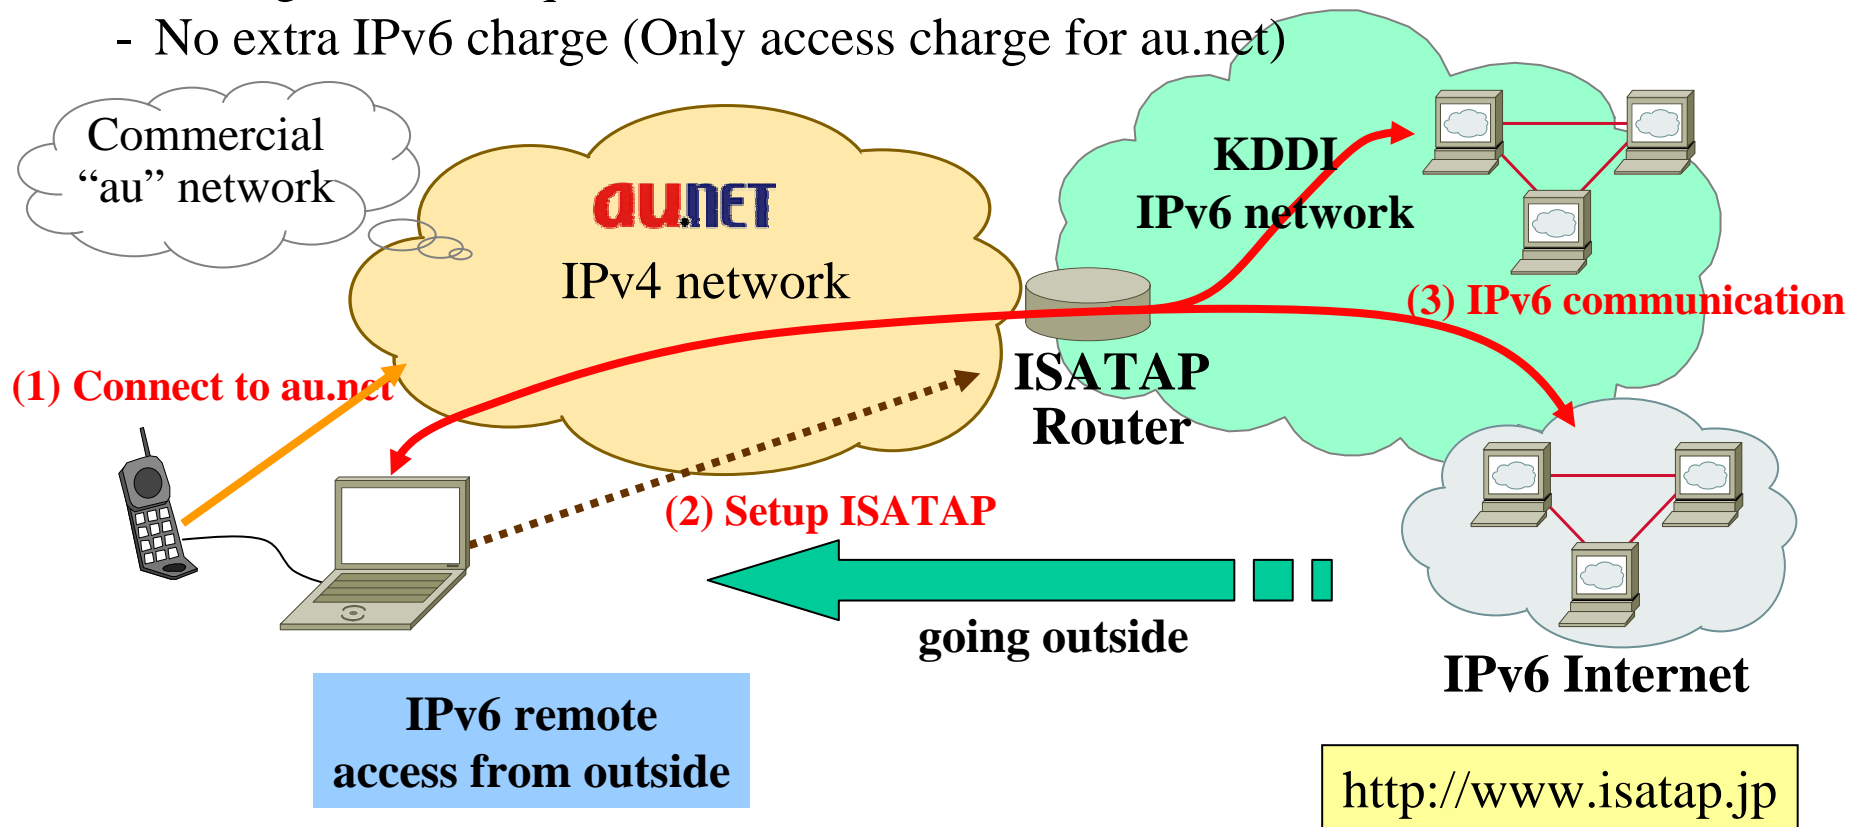 - No extra IPv6 charge (Only access charge for au.net)
Commercial
“au” network
au.NET
IPv4 network
KDDI
IPv6 network
(3) IPv6 communication
(1) Connect to au.net
ISATAP
Router
(2) Setup ISATAP
going outside
IPv6 Internet
IPv6 remote
access from outside
http://www.isatap.jp